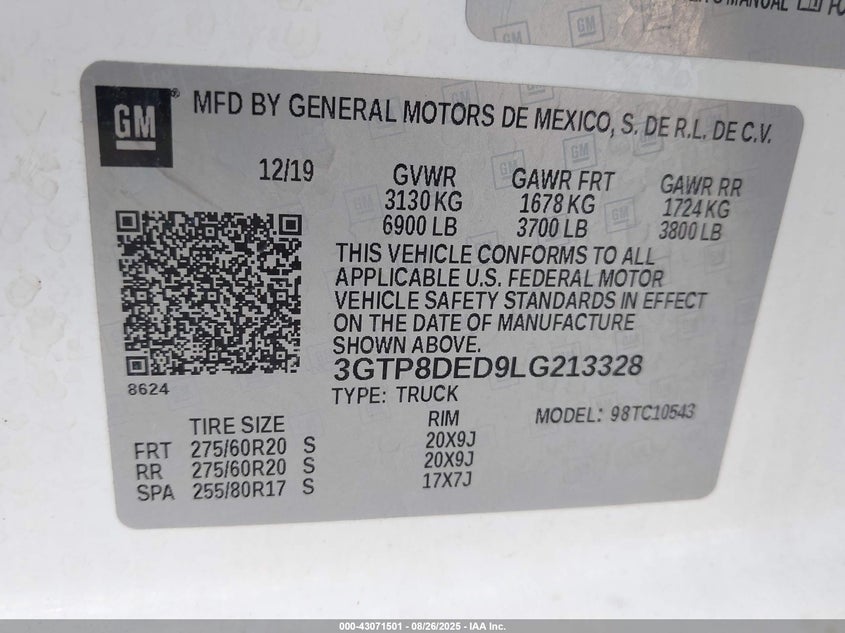 MANUAL
GM ®
MFD BY GENERAL MOTORS DE MEXICO, S. DE R.L. DE C.V.
12/19 GVWR GAWR FRT GAWR RR
3130 KG 1678 KG 1724 KG
6900 LB 3700 LB 3800 LB
THIS VEHICLE CONFORMS TO ALL
APPLICABLE U.S. FEDERAL MOTOR
VEHICLE SAFETY STANDARDS IN EFFECT
ON THE DATE OF MANUFACTURE
SHOWN ABOVE.
3GTP8DED9LG213328
8624
TYPE: TRUCK
TIRE SIZE RIM MODEL: 98TC10543
FRT 275/60R20 S 20X9J
RR 275/60R20 S 20X9J
SPA 255/80R17 S 17X7J
000-43071501 - 08/26/2025 - IAA Inc.